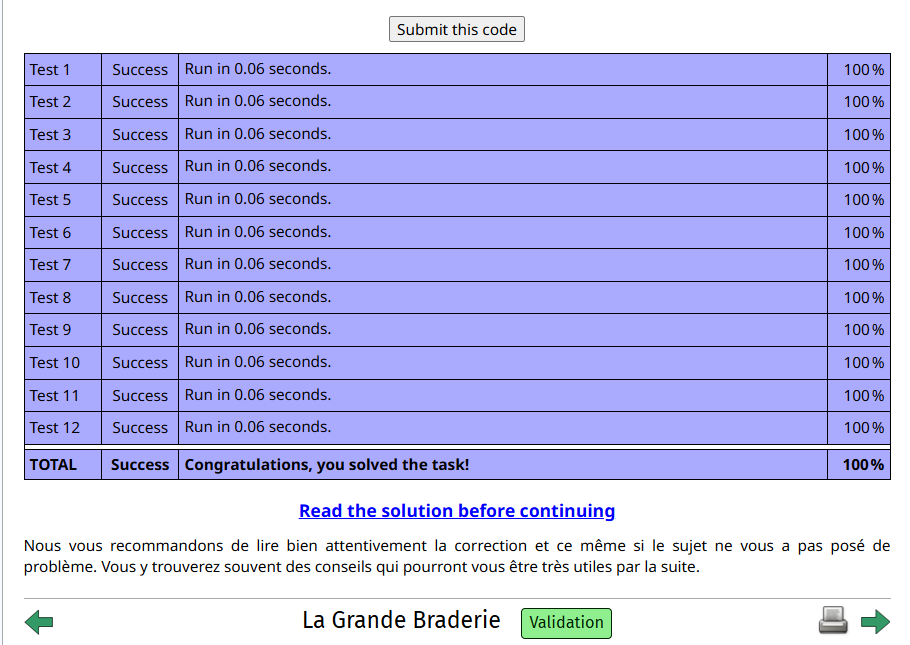 Submit this code
Test 1 Success Run in 0.06 seconds. 100 %
Test 2 Success Run in 0.06 seconds. 100 %
Test 3 Success Run in 0.06 seconds. 100 %
Test 4 Success Run in 0.06 seconds. 100 %
Test 5 Success Run in 0.06 seconds. 100 %
Test 6 Success Run in 0.06 seconds. 100 %
Test 7 Success Run in 0.06 seconds. 100 %
Test 8 Success Run in 0.06 seconds. 100 %
Test 9 Success Run in 0.06 seconds. 100 %
Test 10 Success Run in 0.06 seconds. 100 %
Test 11 Success Run in 0.06 seconds. 100 %
Test 12 Success Run in 0.06 seconds. 100 %
TOTAL Success Congratulations, you solved the task! 100 %
Read the solution before continuing
Nous vous recommandons de lire bien attentivement la correction et ce même si le sujet ne vous a pas posé de
problème. Vous y trouverez souvent des conseils qui pourront vous être très utiles par la suite.
La Grande Braderie Validation